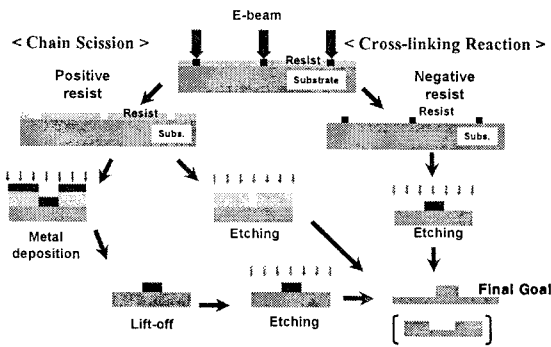 E-beam
< Chain Scission >
< Cross-linking Reaction >
Resist
Substrate
Positive
resist
Negative
resist
Resist
Subs.
Resist
Subs.
Metal
deposition
Etching
Etching
Lift-off
Etching
Final Goal